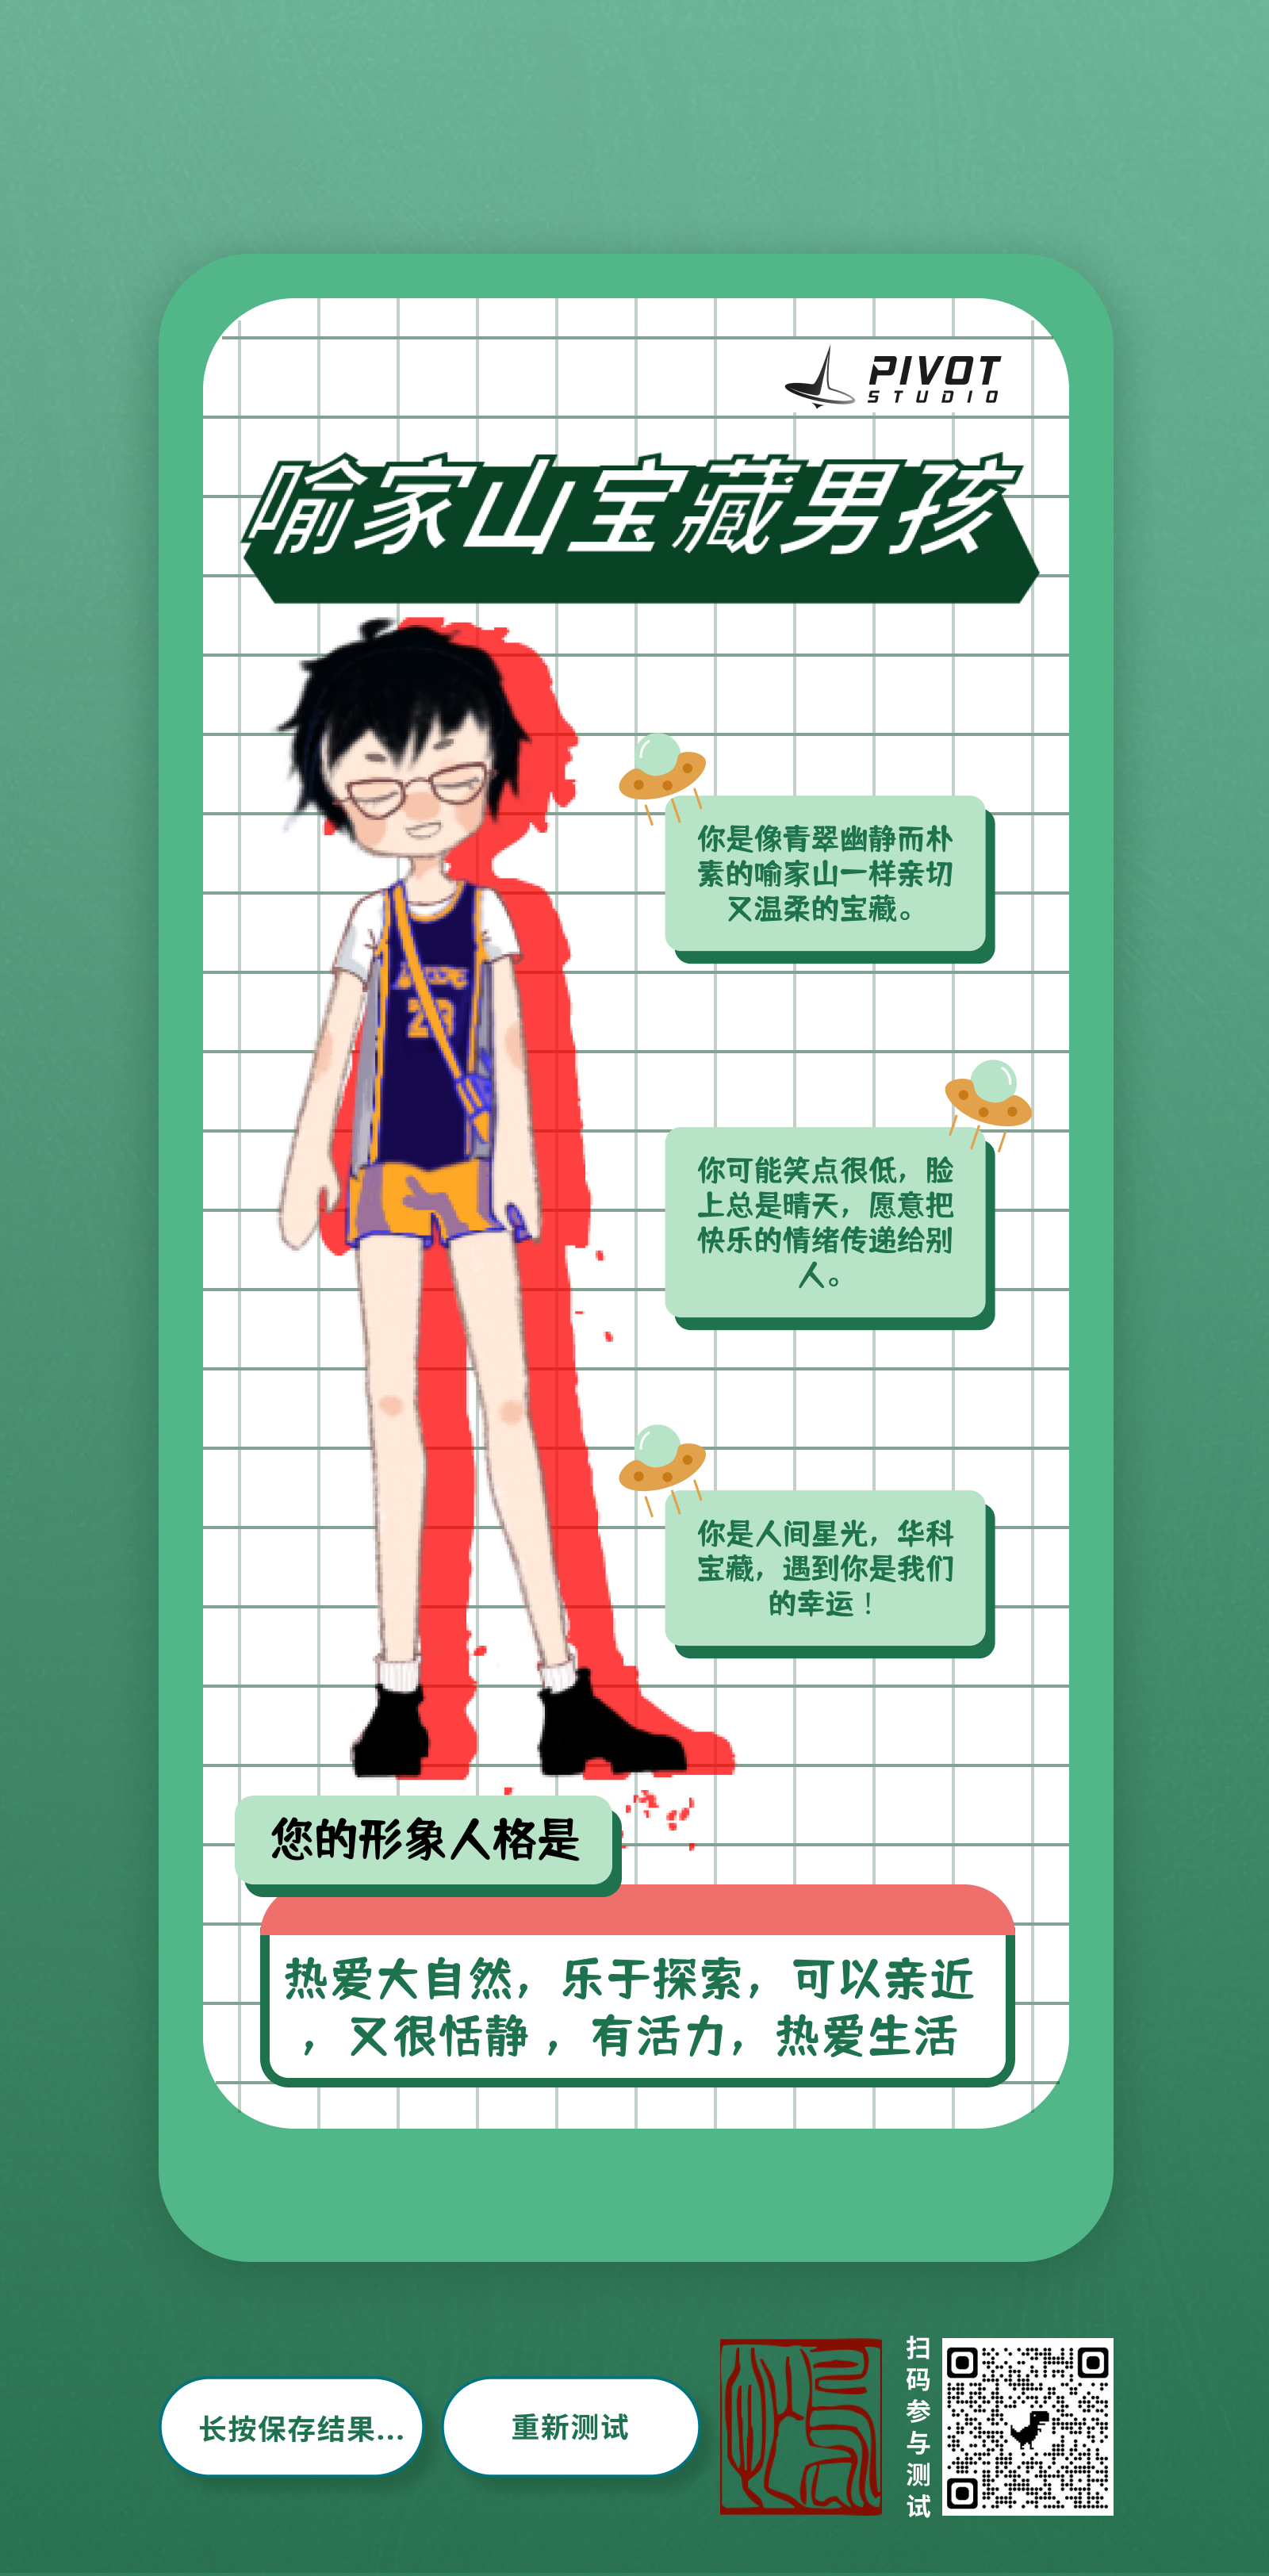 PIVOT
STUDIO
喻家山宝藏男孩
你是像青翠幽静而朴
素的喻家山一样亲切
又温柔的宝藏。
23
你可能笑点很低，脸
上总是晴天，愿意把
快乐的情绪传递给别
人。
你是人间星光，华科
宝藏，遇到你是我们
的幸运！
您的形象人格是
热爱大自然，乐于探索，可以亲近
，又很恬静，有活力，热爱生活
长按保存结果...
重新测试
扫码参与测试